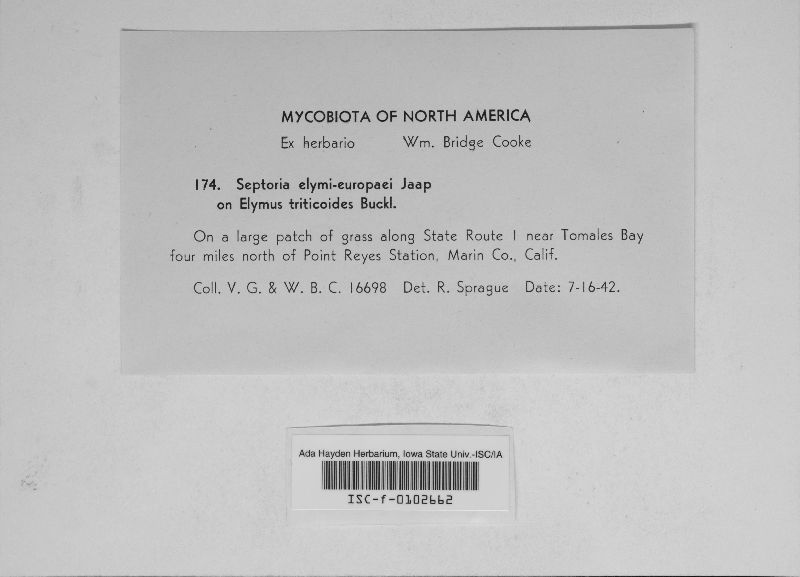 MYCOBIOTA OF NORTH AMERICA
Ex herbario Wm. Bridge Cooke
174. Septoria elymi-europaei Jaap
on Elymus triticoides Buckl.
On a large patch of grass along State Route 1 near Tomales Bay
four miles north of Point Reyes Station, Marin Co., Calif.
Coll. V. G. & W. B. C. 16698 Det. R. Sprague Date: 7-16-42.
Ada Hayden Herbarium, Iowa State Univ.-ISC/IA
ISC-f-0102662